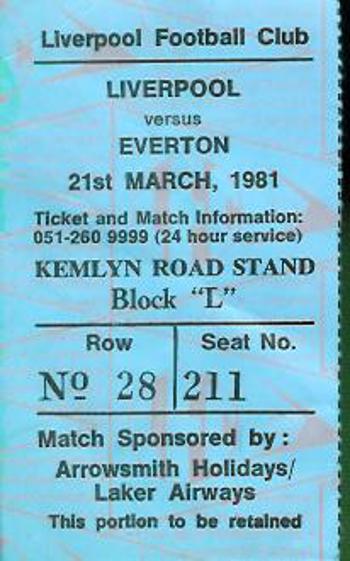 Liverpool Football Club
LIVERPOOL
versus
EVERTON
21st MARCH, 1981
Ticket and Match Information:
051-260 9999 (24 hour service)
KEMLYN ROAD STAND
Block “L”
Row Seat No.
Nº 28 211
Match Sponsored by:
Arrowsmith Holidays/
Laker Airways
This portion to be retained